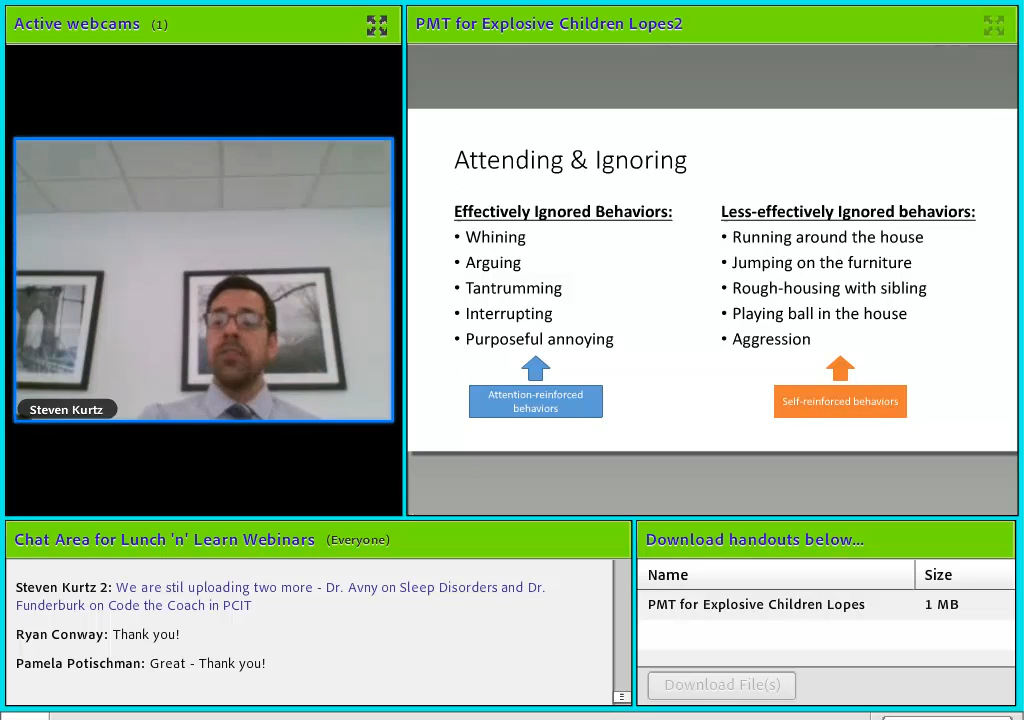 Active webcams (1)
PMT for Explosive Children Lopes2
Steven Kurtz
Attending & Ignoring
Effectively Ignored Behaviors:
• Whining
• Arguing
• Tantrumming
• Interrupting
• Purposeful annoying
Attention-reinforced
behaviors
Less-effectively Ignored behaviors:
• Running around the house
• Jumping on the furniture
• Rough-housing with sibling
• Playing ball in the house
• Aggression
Self-reinforced behaviors
Chat Area for Lunch 'n' Learn Webinars (Everyone)
Steven Kurtz 2: We are stil uploading two more - Dr. Avny on Sleep Disorders and Dr.
Funderburk on Code the Coach in PCIT
Ryan Conway: Thank you!
Pamela Potischman: Great - Thank you!
Download handouts below...
Name Size
PMT for Explosive Children Lopes 1 MB
Download File(s)